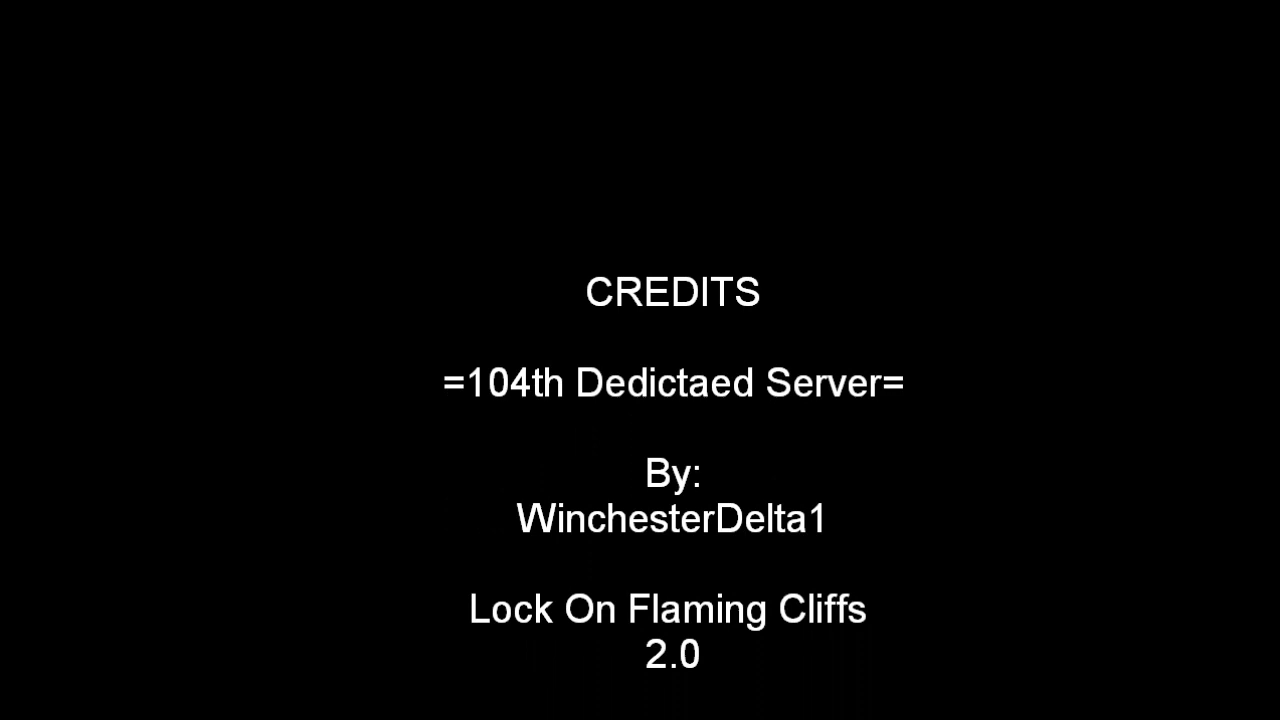 CREDITS
=104th Dedictaed Server=
By:
WinchesterDelta1
Lock On Flaming Cliffs
2.0